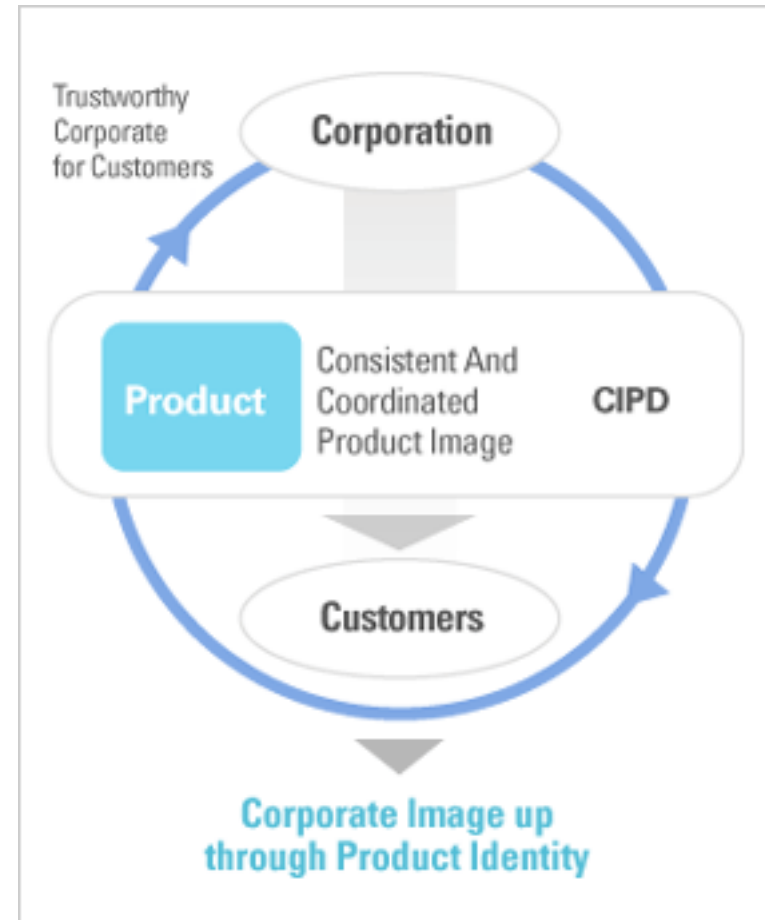 Trustworthy
Corporate
for Customers
Corporation
Product
Consistent And
Coordinated
Product Image
CIPD
Customers
Corporate Image up
through Product Identity